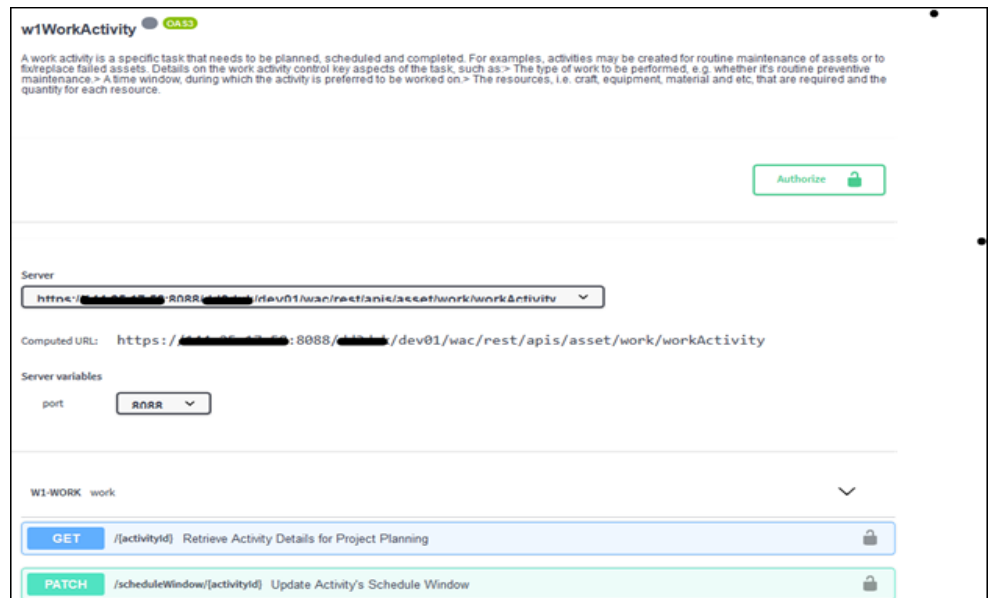 w1WorkActivity OAS3
A work activity is a specific task that needs to be planned, scheduled and completed. For examples, activities may be created for routine maintenance of assets or to
fix/replace failed assets. Details on the work activity control key aspects of the task, such as:> The type of work to be performed, e.g. whether it's routine preventive
maintenance.> A time window, during which the activity is preferred to be worked on.> The resources, i.e. craft, equipment, material and etc, that are required and the
quantity for each resource.
Authorize
Server
https:/ :8088/ /dev01/wac/rest/apis/asset/work/workActivity
Computed URL: https:// :8088/ /dev01/wac/rest/apis/asset/work/workActivity
Server variables
port 8088
W1-WORK work
GET /{activityId} Retrieve Activity Details for Project Planning
PATCH /scheduleWindow/{activityId} Update Activity's Schedule Window